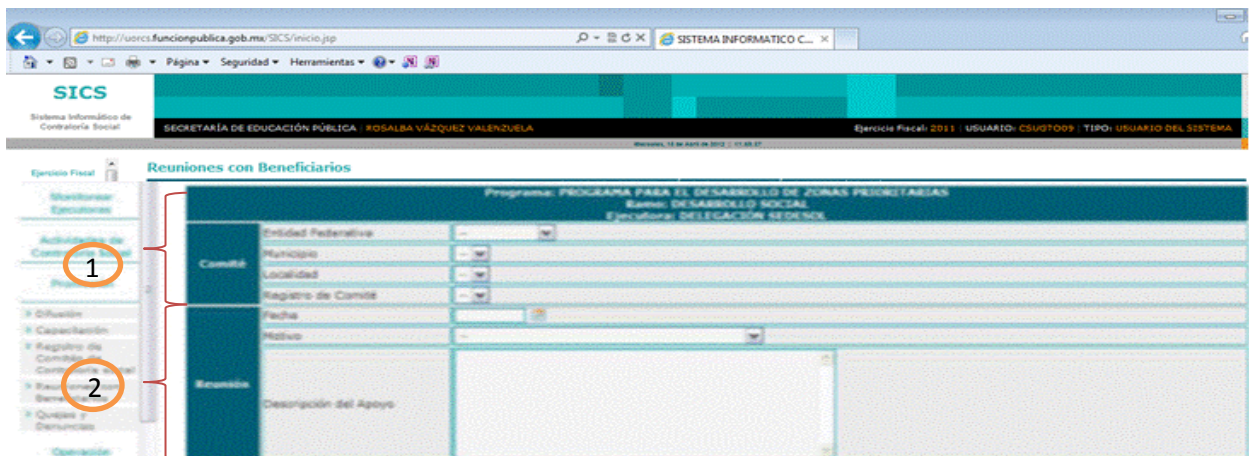 http://uorcs.funcionpublica.gob.mx/SICS/inicio.jsp
SISTEMA INFORMATICO C...
Página Seguridad Herramientas
SICS
Sistema Informático de
Contraloría Social
SECRETARÍA DE EDUCACIÓN PÚBLICA : ROSALBA VÁZQUEZ VALENZUELA
Ejercicio Fiscal: 2011 | USUARIO: CSUGTO09 | TIPO: USUARIO DEL SISTEMA
Ejercicio Fiscal
Reuniones con Beneficiarios
Programa: PROGRAMA PARA EL DESARROLLO DE ZONAS PRIORITARIAS
Ramo: DESARROLLO SOCIAL
Ejecutora: DELEGACIÓN SEDESOL
Monitorear
Ejecutoras
Actividades de
Contraloría Social
1
Comité
Entidad Federativa --
Municipio --
Localidad --
Registro de Comité --
Difusión
Capacitación
Registro de
Comités de
Contraloría Social
2
Quejas y
Denuncias
Operación
Reunión
Fecha
Motivo --
Descripción del Apoyo